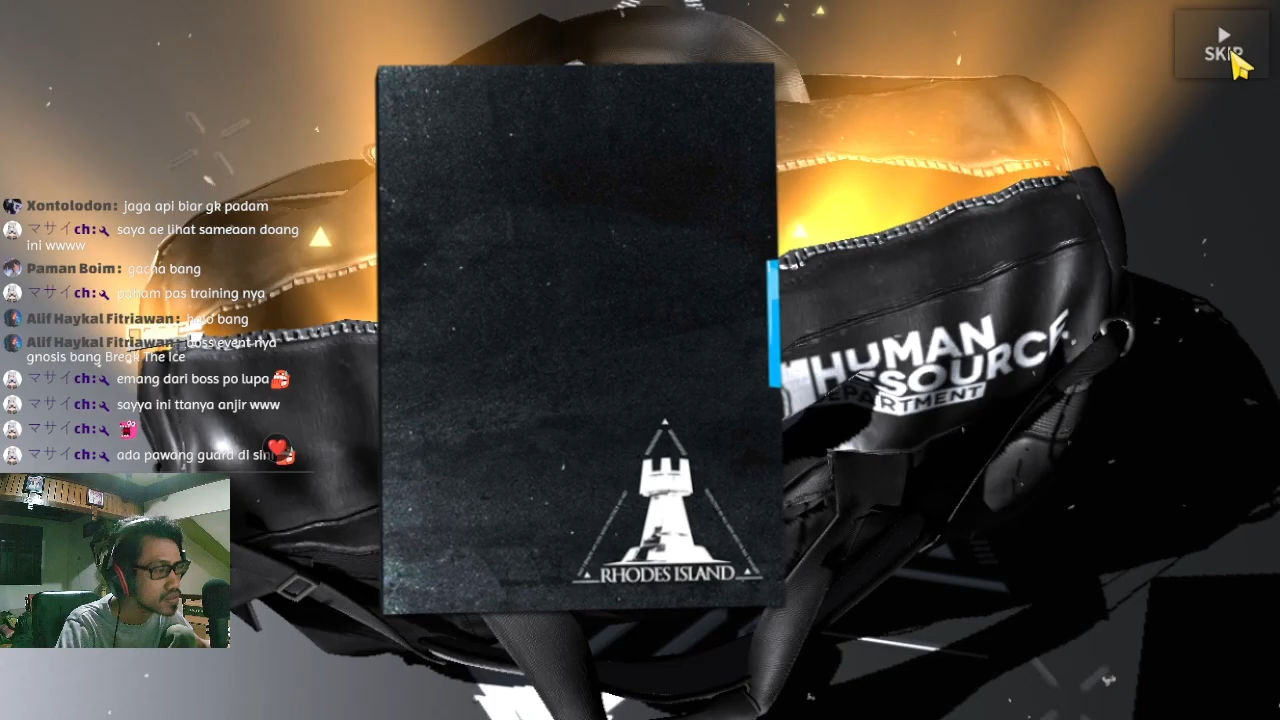 SKIP
Xontolodon: jaga api biar gk padam
マサイch: saya ae lihat sameaan doang
ini wwww
Paman Boim: gacha bang
マサイch: paham pas training nya
Alif Haykal Fitriawan: halo bang
Alif Haykal Fitriawan: boss event nya
gnosis bang Break The Ice
マサイch: emang dari boss po lupa
マサイch: sayya ini ttanya anjir www
マサイch:
マサイch: ada pawang guard di sini
HUMAN
RESOURCE
DEPARTMENT
RHODES ISLAND